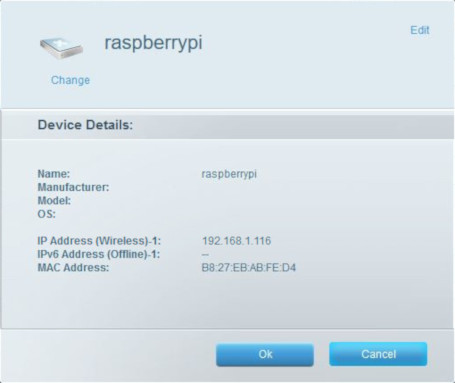 raspberrypi
Edit
Change
Device Details:
Name: raspberrypi
Manufacturer:
Model:
OS:
IP Address (Wireless)-1: 192.168.1.116
IPv6 Address (Offline)-1: --
MAC Address: B8:27:EB:AB:FE:D4
Ok Cancel